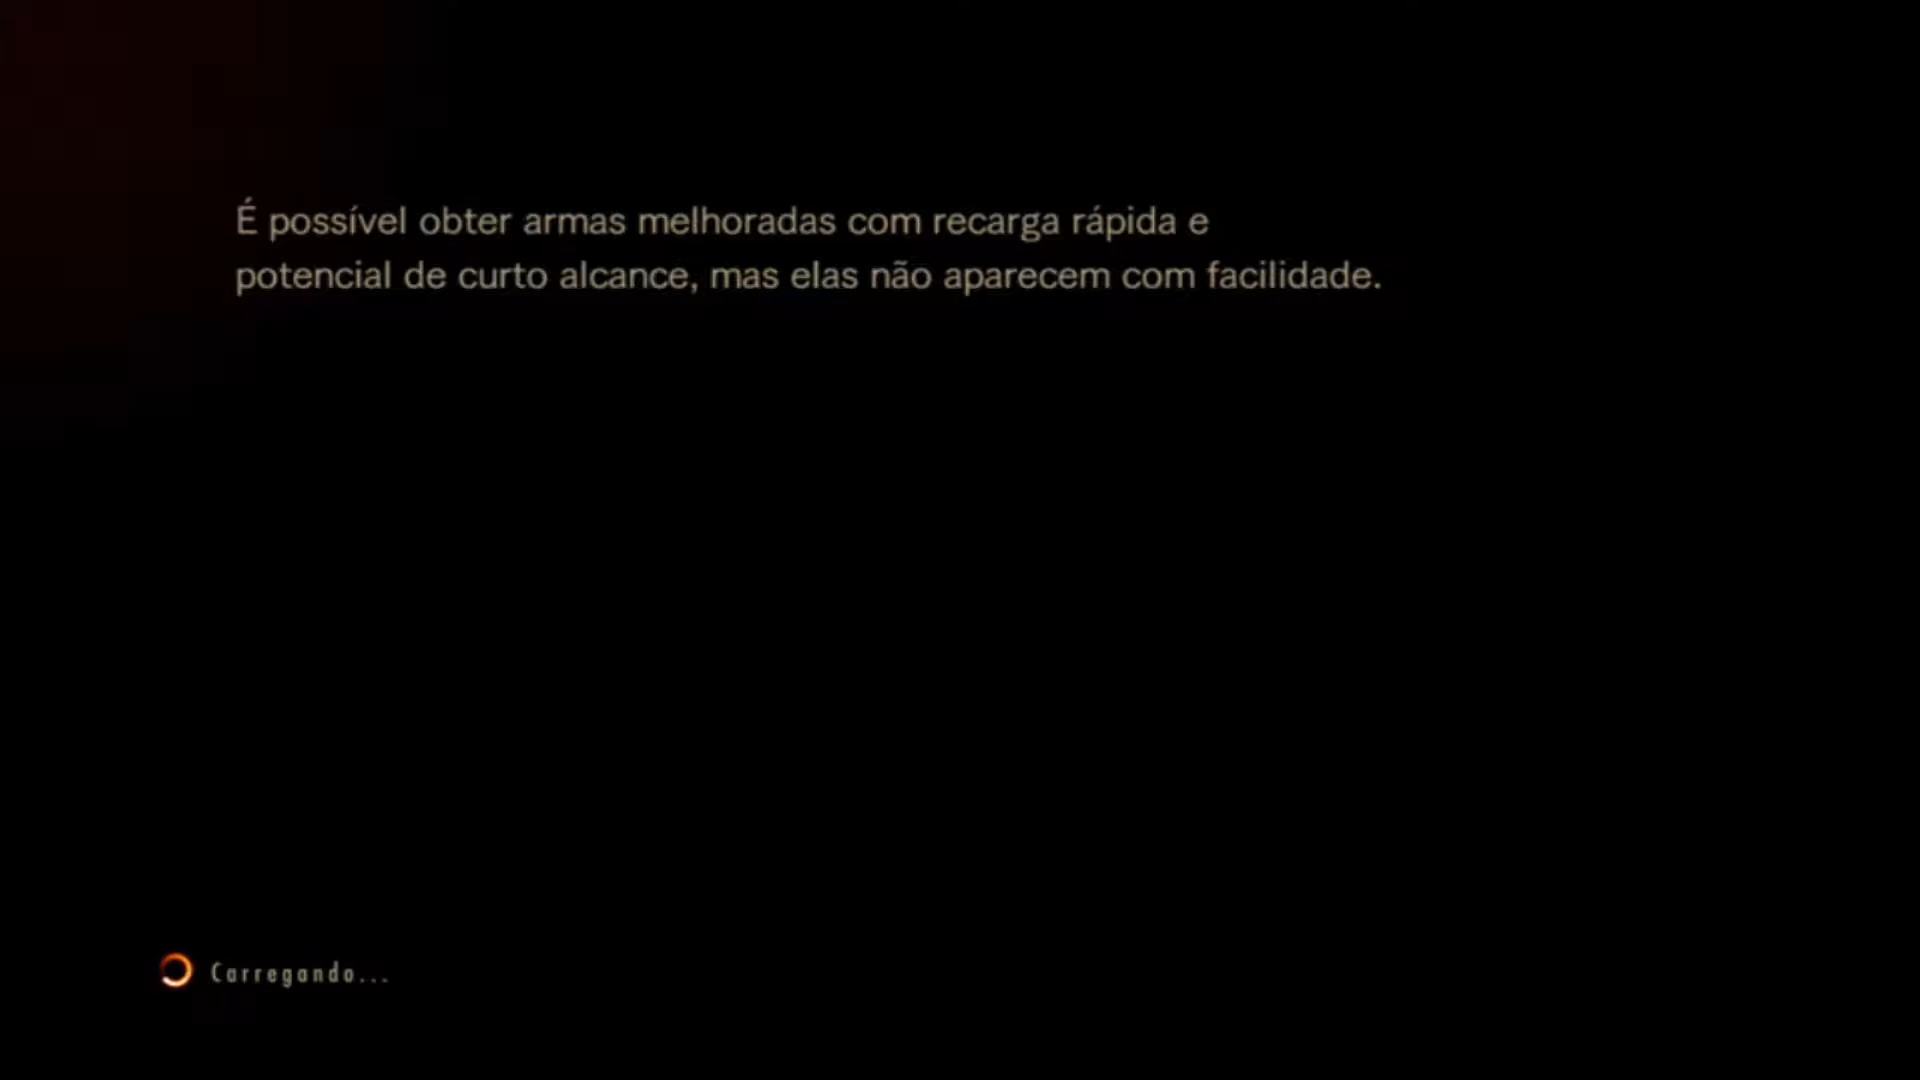 É possível obter armas melhoradas com recarga rápida e
potencial de curto alcance, mas elas não aparecem com facilidade.
Carregando...